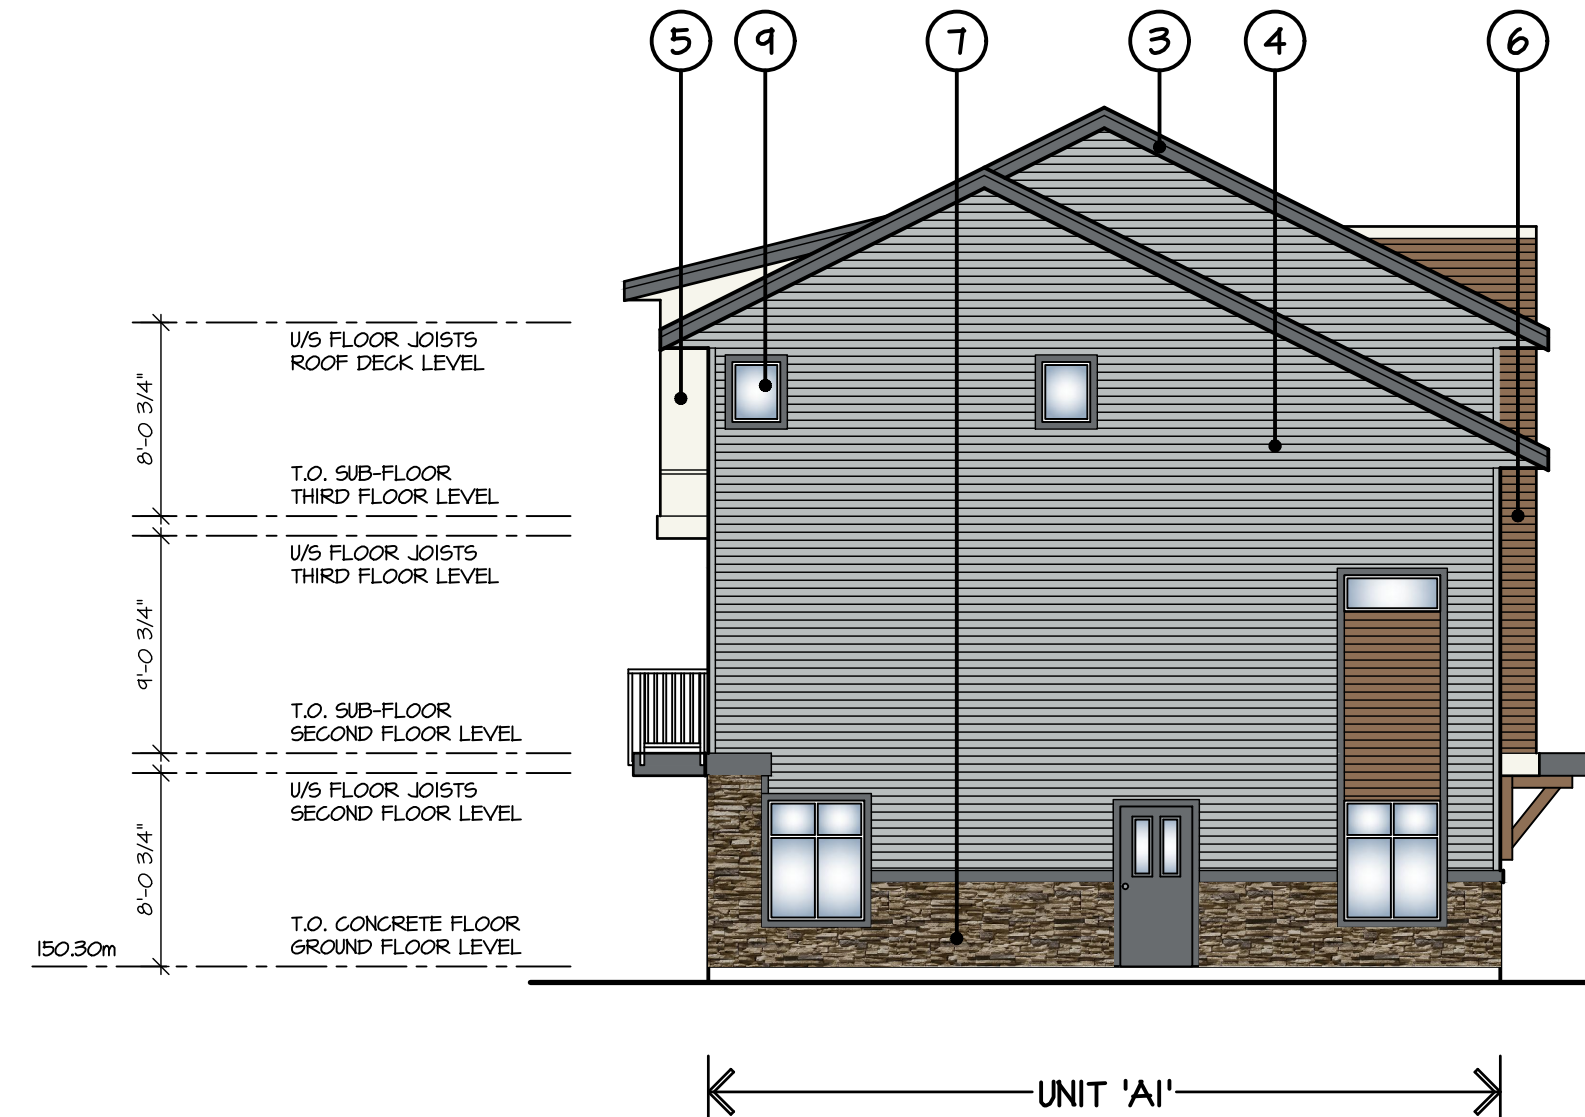 5 9 7 3 4 6
U/S FLOOR JOISTS
ROOF DECK LEVEL
8'-0 3/4"
T.O. SUB-FLOOR
THIRD FLOOR LEVEL
U/S FLOOR JOISTS
THIRD FLOOR LEVEL
9'-0 3/4"
T.O. SUB-FLOOR
SECOND FLOOR LEVEL
U/S FLOOR JOISTS
SECOND FLOOR LEVEL
8'-0 3/4"
T.O. CONCRETE FLOOR
GROUND FLOOR LEVEL
150.30m
UNIT 'A1'